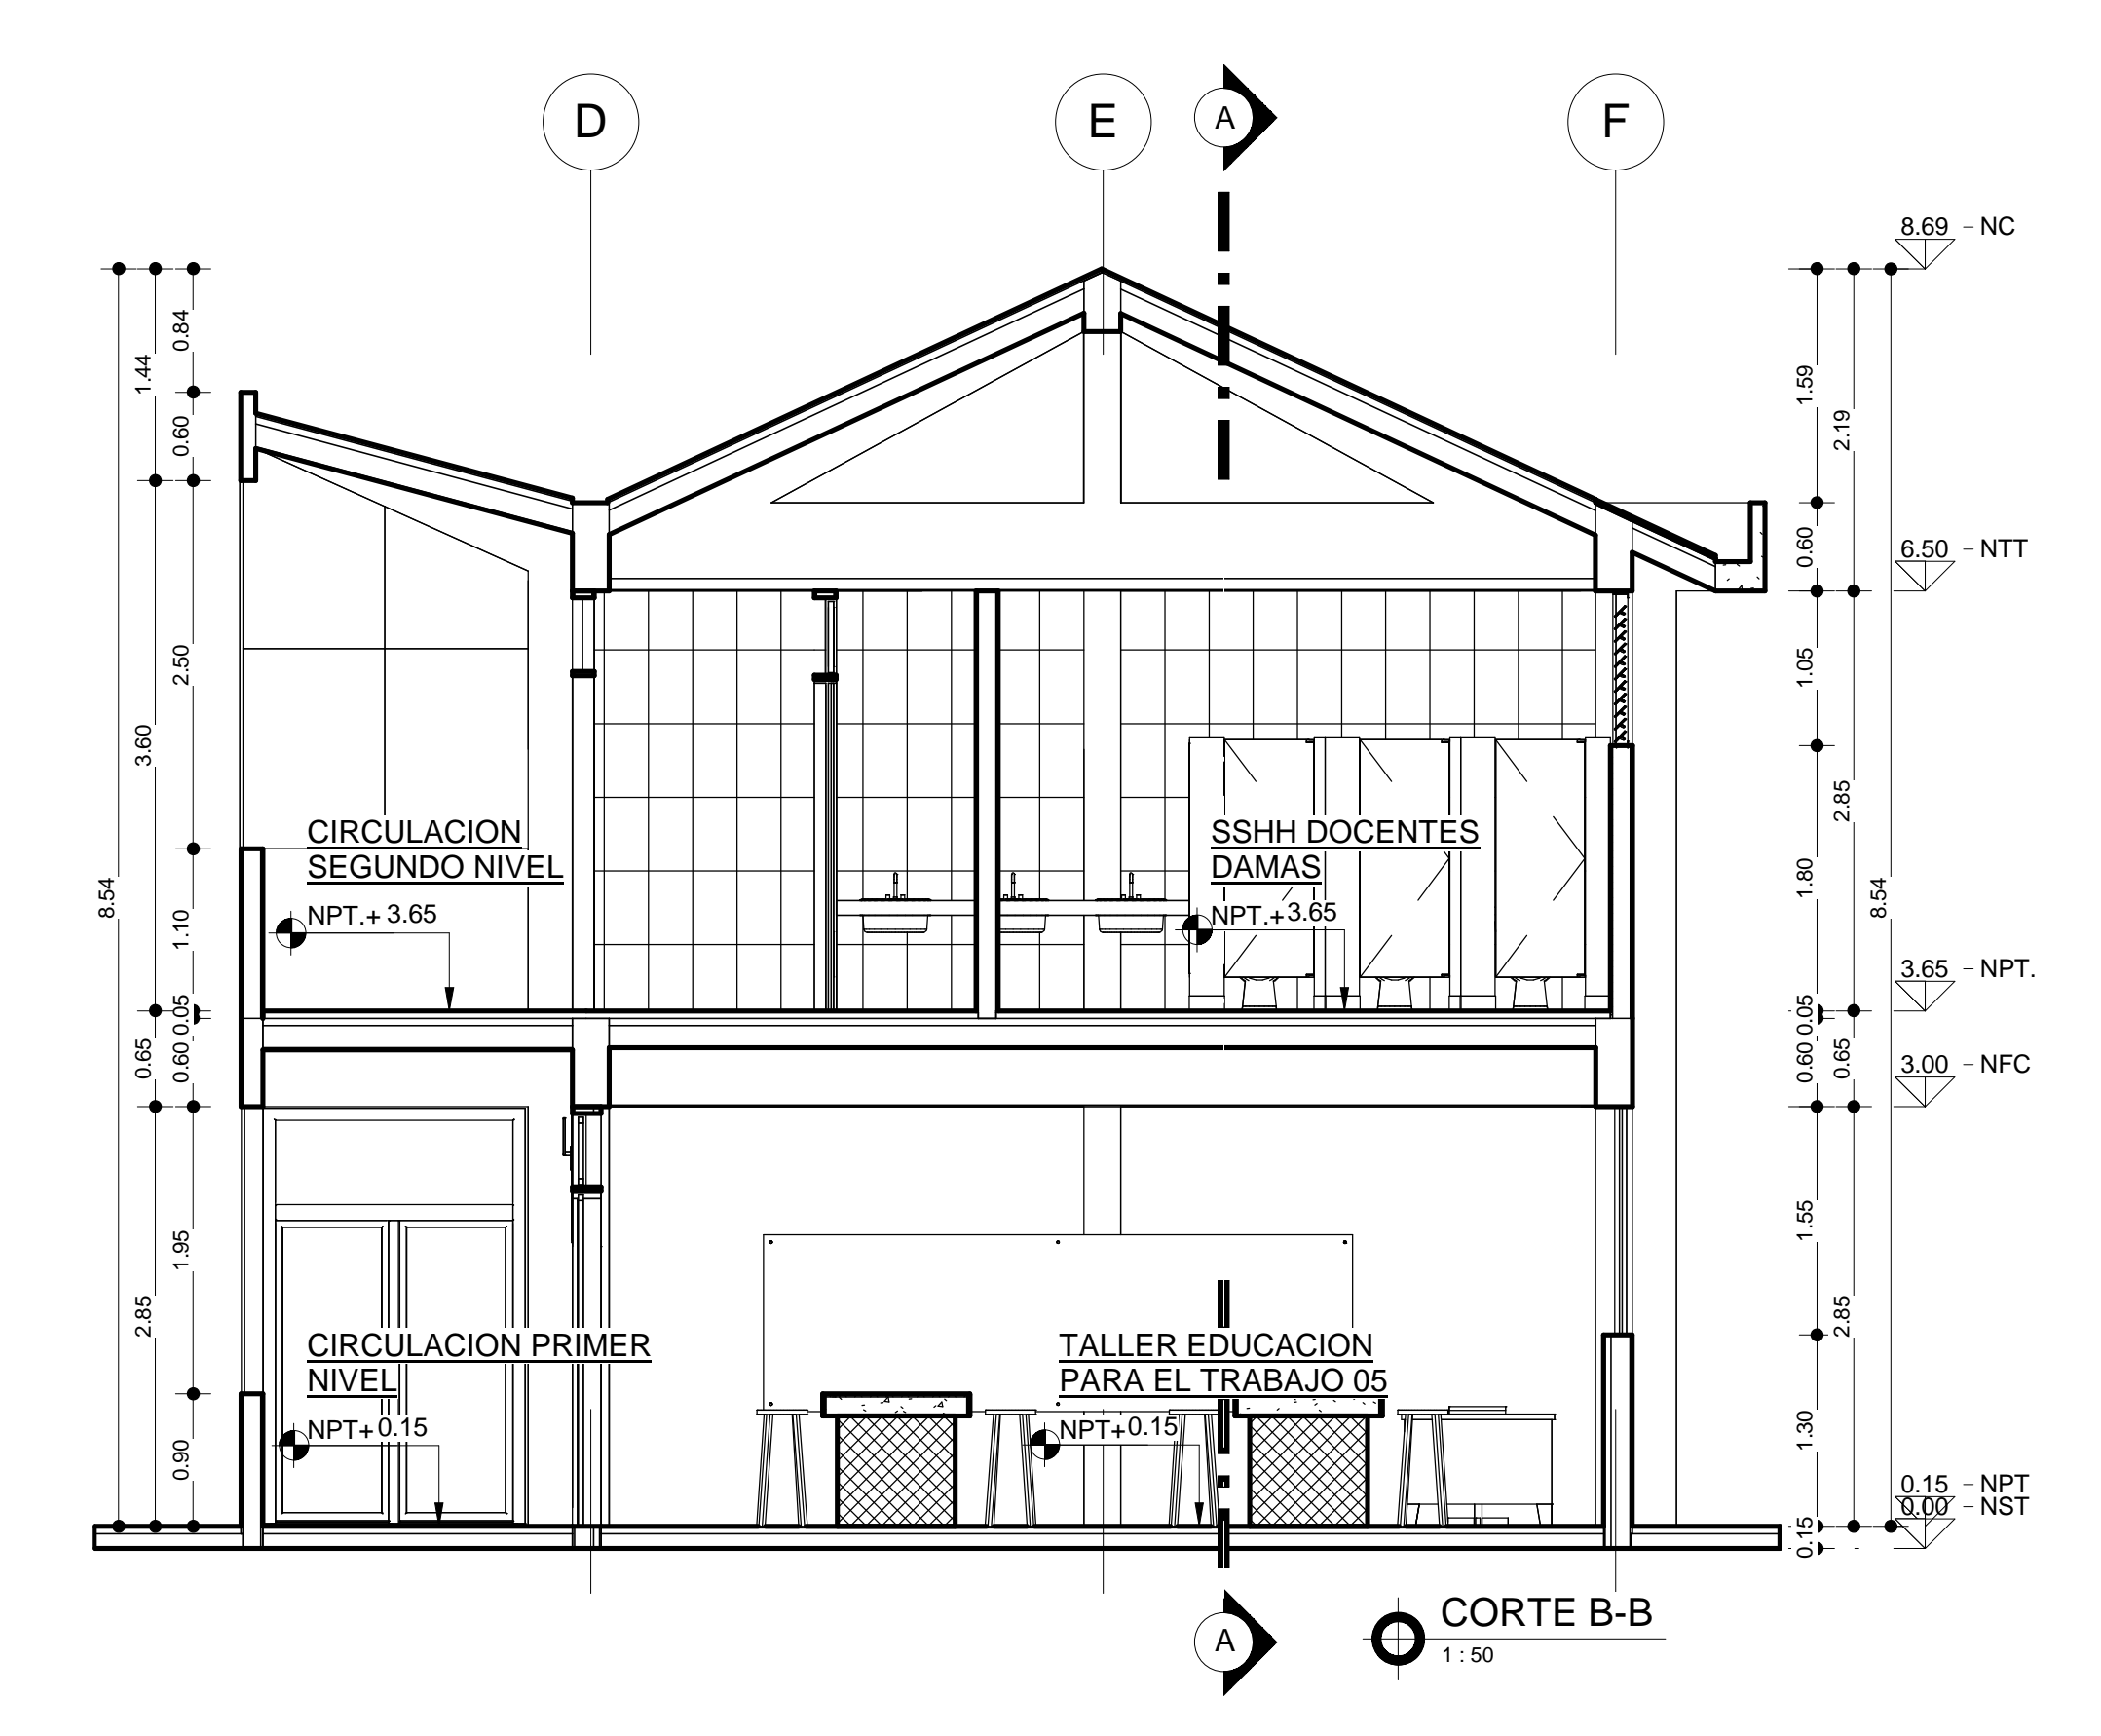 D
E
A
F
8.69 - NC
0.84
1.44
1.59
0.60
2.19
0.60
6.50 - NTT
2.50
1.05
3.60
2.85
CIRCULACION
SEGUNDO NIVEL
SSHH DOCENTES
DAMAS
1.80
8.54
8.54
NPT.+ 3.65
NPT.+3.65
1.10
3.65 - NPT.
0.05
0.05
0.65
0.60
0.60
0.65
3.00 - NFC
1.95
1.55
2.85
2.85
CIRCULACION PRIMER
NIVEL
TALLER EDUCACION
PARA EL TRABAJO 05
NPT+ 0.15
NPT+ 0.15
0.90
1.30
0.15 - NPT
0.00 - NST
0.15
A
CORTE B-B
1 : 50